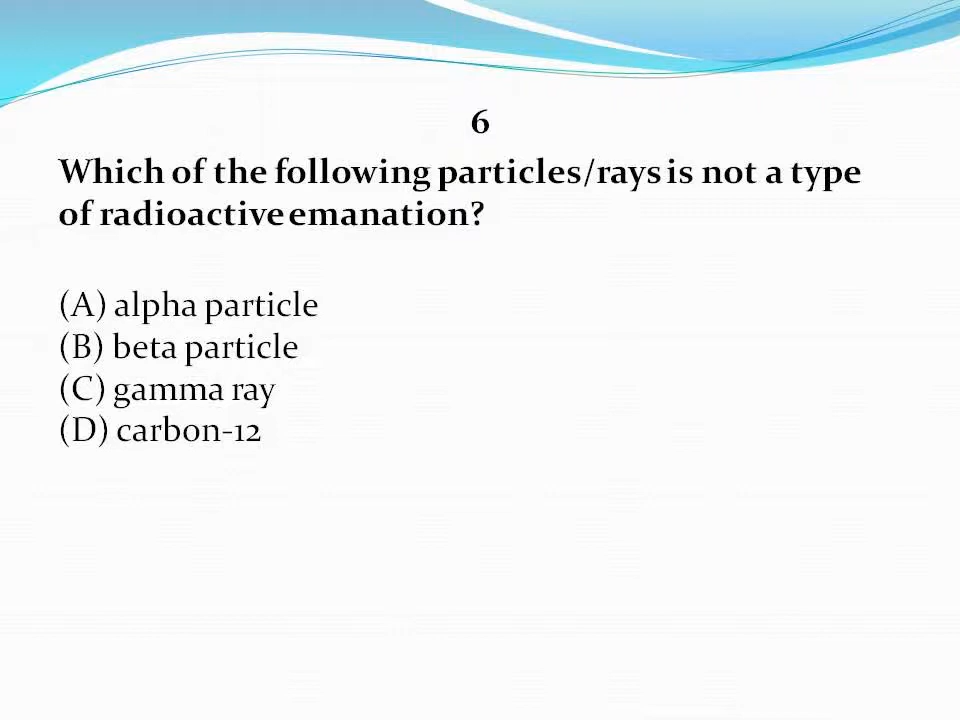 6
Which of the following particles/rays is not a type
of radioactive emanation?
(A) alpha particle
(B) beta particle
(C) gamma ray
(D) carbon-12